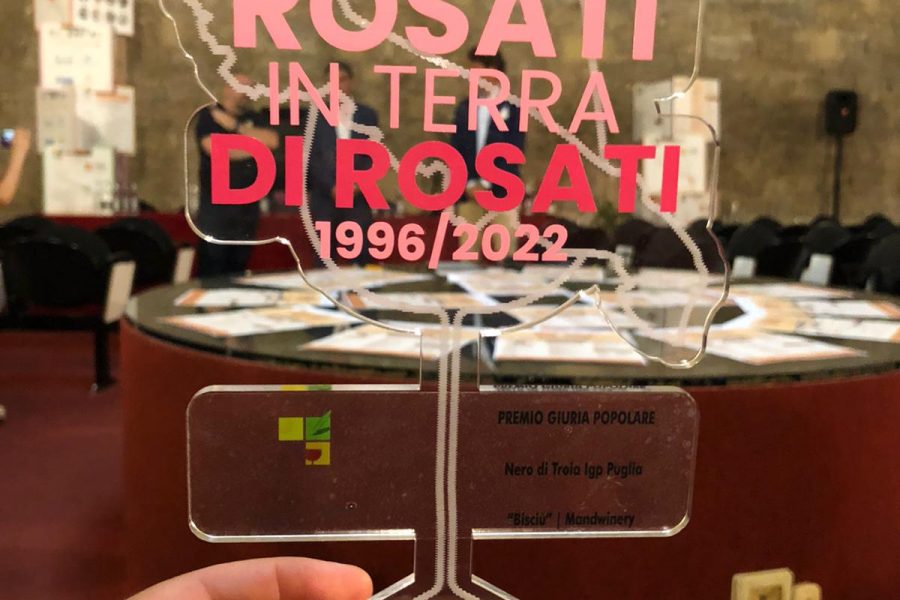 ROSATI
IN TERRA
DI ROSATI
1996/2022
PREMIO GIURIA POPOLARE
Nero di Troia Igp Puglia
"Bisciù" | Mandwinery